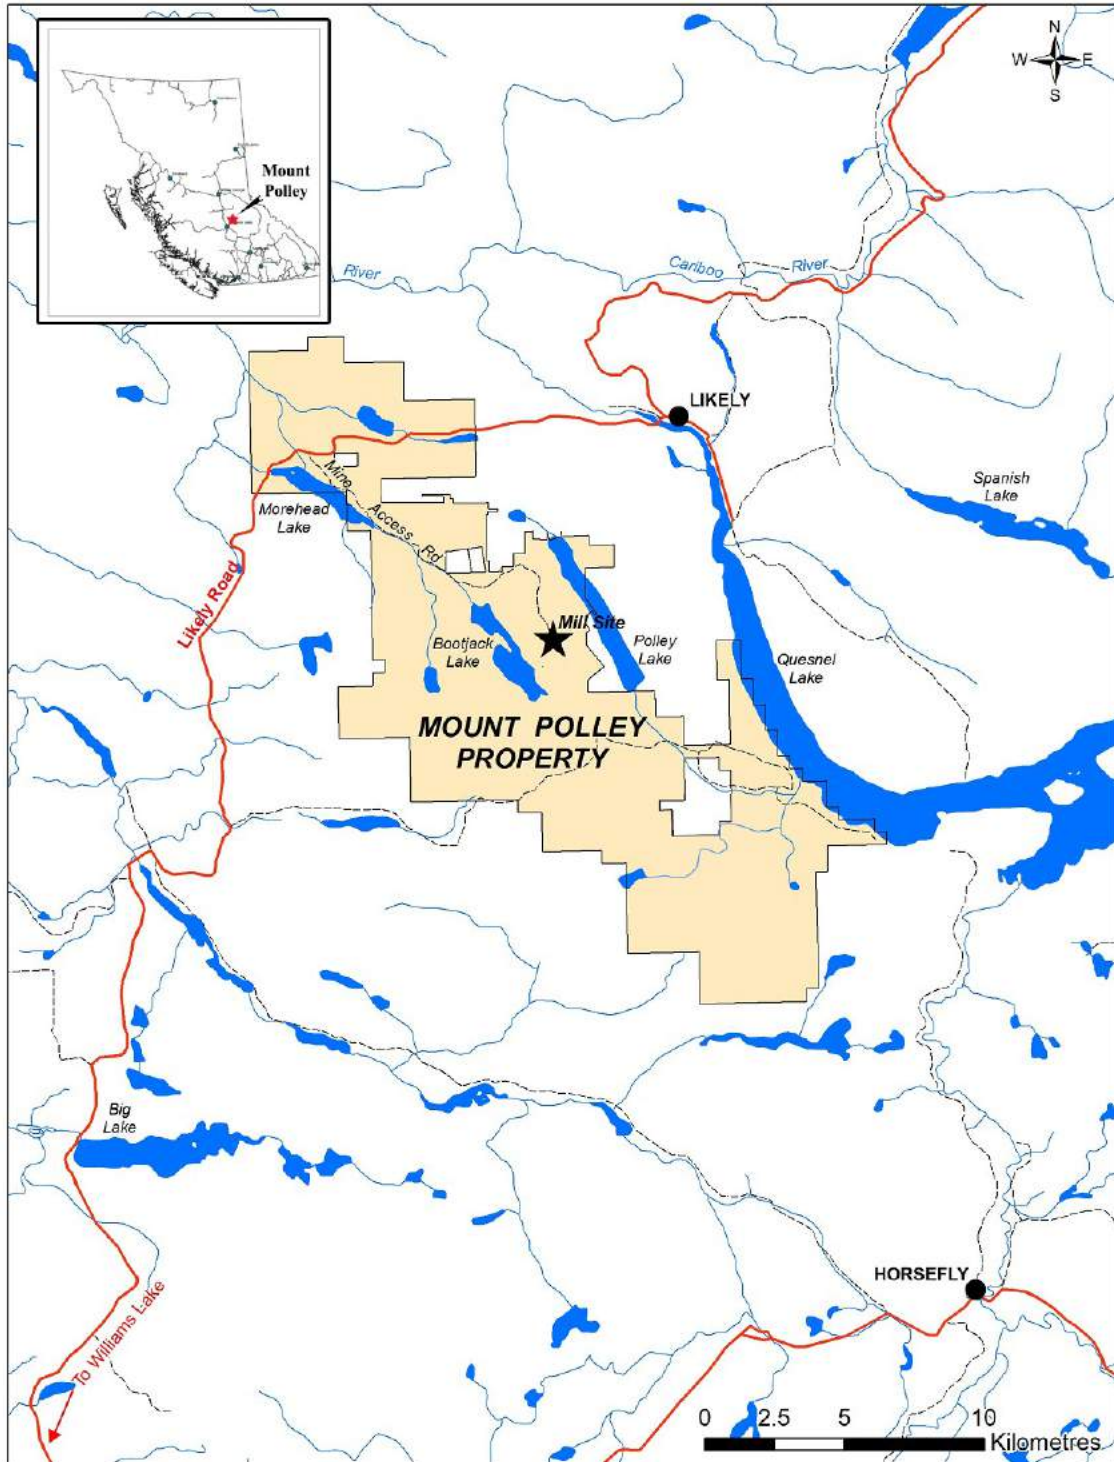 N
W E
S
Mount
Polley
River
Cariboo
River
LIKELY
Spanish
Lake
Morehead
Lake
Mine Access Rd
Likely Road
Mill Site
Bootjack
Lake
Polley
Lake
Quesnel
Lake
MOUNT POLLEY
PROPERTY
Big
Lake
HORSEFLY
To Williams Lake
0 2.5 5 10
Kilometres